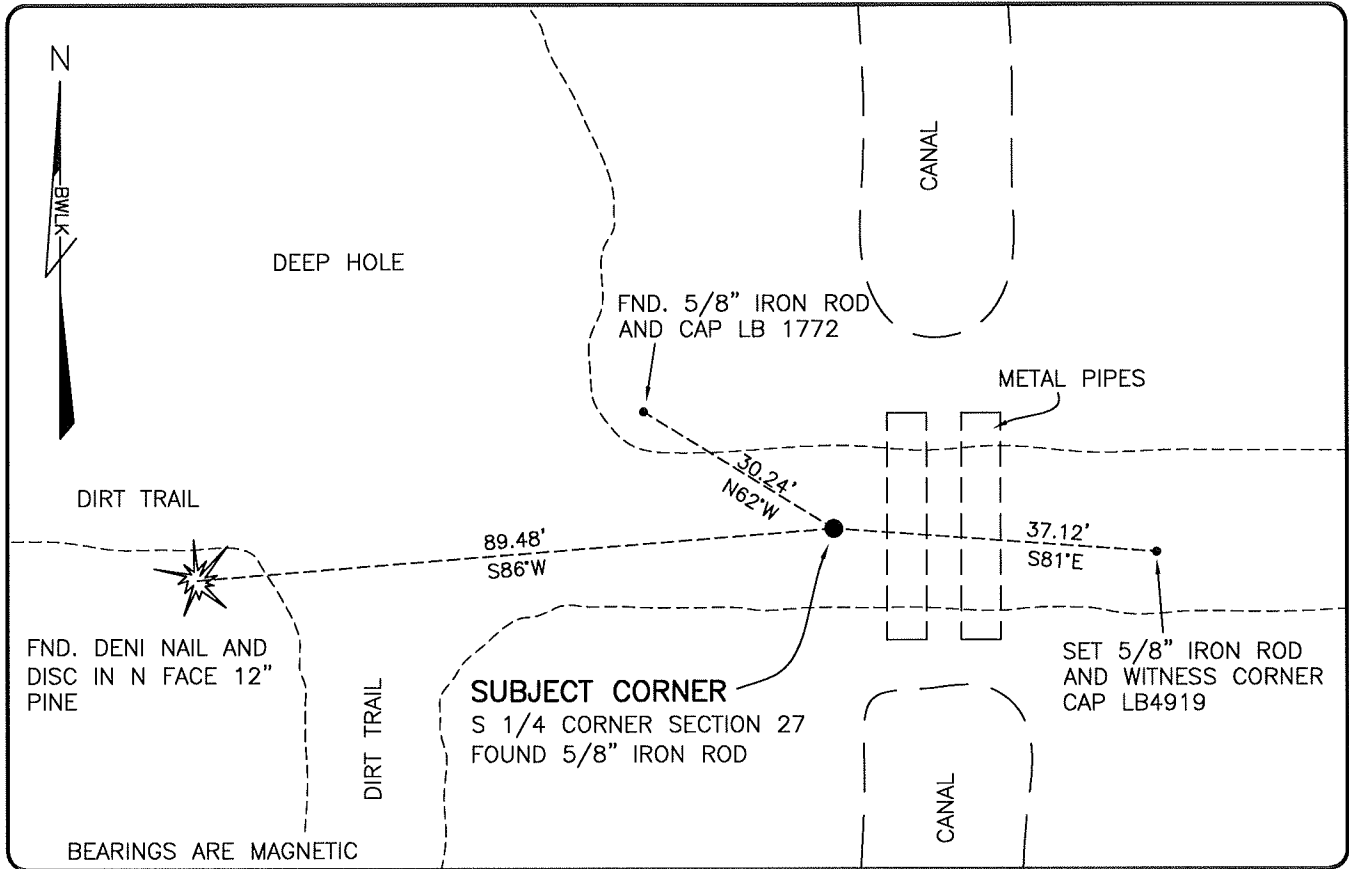 N
BWLK
DEEP HOLE
CANAL
FND. 5/8" IRON ROD
AND CAP LB 1772
METAL PIPES
30.24'
N62°W
DIRT TRAIL
89.48'
S86°W
37.12'
S81°E
FND. DENI NAIL AND
DISC IN N FACE 12"
PINE
DIRT TRAIL
SUBJECT CORNER
S 1/4 CORNER SECTION 27
FOUND 5/8" IRON ROD
SET 5/8" IRON ROD
AND WITNESS CORNER
CAP LB4919
CANAL
BEARINGS ARE MAGNETIC